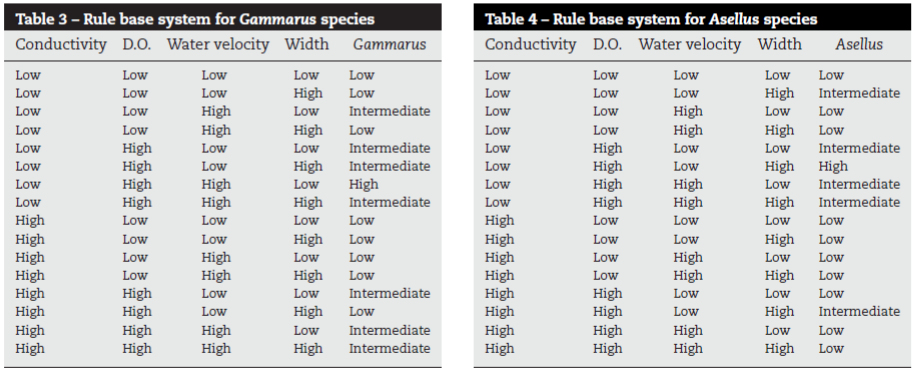 Table 3 – Rule base system for Gammarus species
Conductivity D.O. Water velocity Width Gammarus
Low Low Low Low Low
Low Low Low High Low
Low Low High Low Intermediate
Low Low High High Low
Low High Low Low Intermediate
Low High Low High Intermediate
Low High High Low High
Low High High High Intermediate
High Low Low Low Low
High Low Low High Low
High Low High Low Low
High Low High High Low
High High Low Low Intermediate
High High Low High Low
High High High Low Intermediate
High High High High Intermediate
Table 4 – Rule base system for Asellus species
Conductivity D.O. Water velocity Width Asellus
Low Low Low Low Low
Low Low Low High Intermediate
Low Low High Low Low
Low Low High High Low
Low High Low Low Intermediate
Low High Low High High
Low High High Low Intermediate
Low High High High Intermediate
High Low Low Low Low
High Low Low High Low
High Low High Low Low
High Low High High Low
High High Low Low Low
High High Low High Intermediate
High High High Low Low
High High High High Low